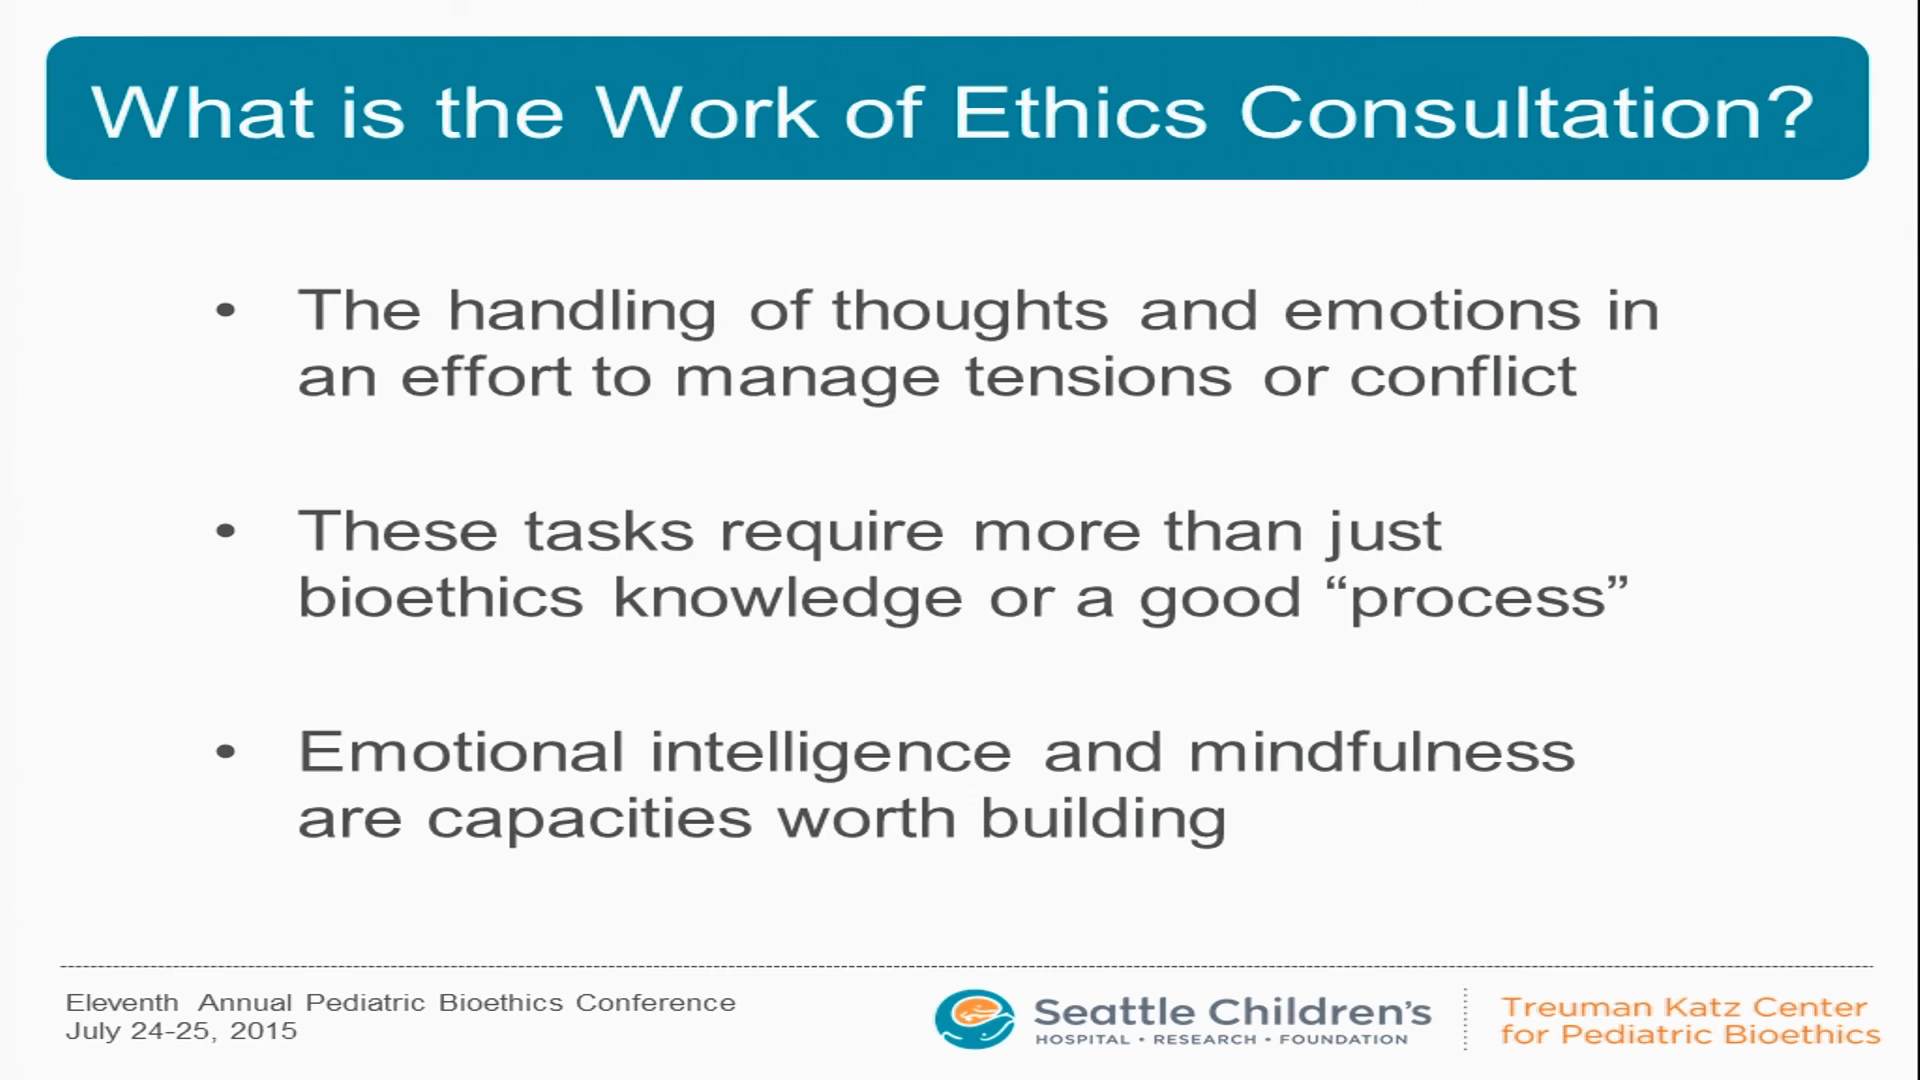 What is the Work of Ethics Consultation?
• The handling of thoughts and emotions in
an effort to manage tensions or conflict
• These tasks require more than just
bioethics knowledge or a good “process”
• Emotional intelligence and mindfulness
are capacities worth building
Eleventh Annual Pediatric Bioethics Conference
July 24-25, 2015
Seattle Children’s
HOSPITAL • RESEARCH • FOUNDATION
Treuman Katz Center
for Pediatric Bioethics